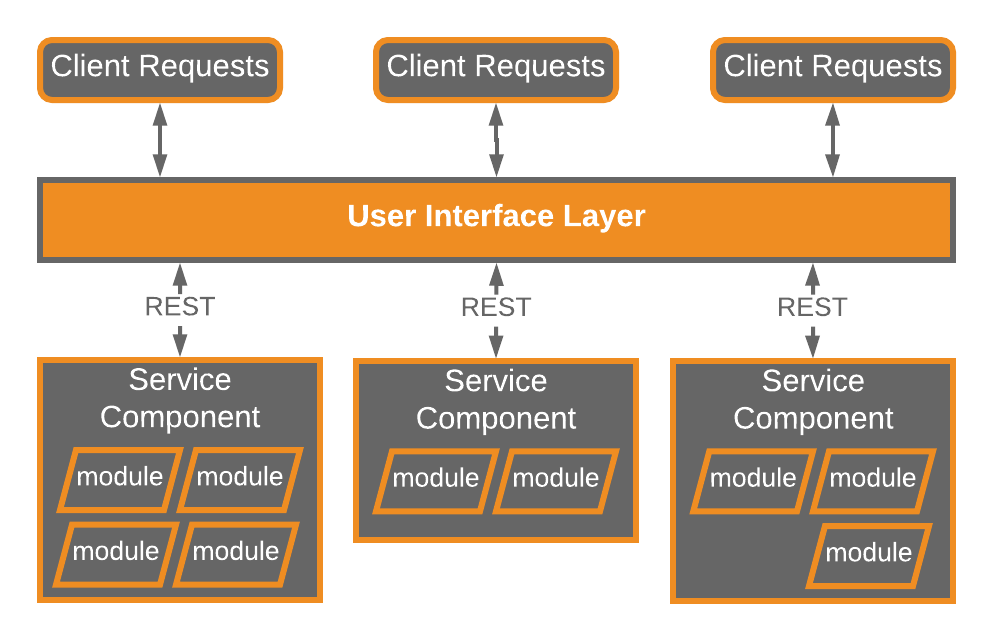 Client Requests
Client Requests
Client Requests
User Interface Layer
REST
REST
REST
Service
Component
module
module
module
module
Service
Component
module
module
Service
Component
module
module
module